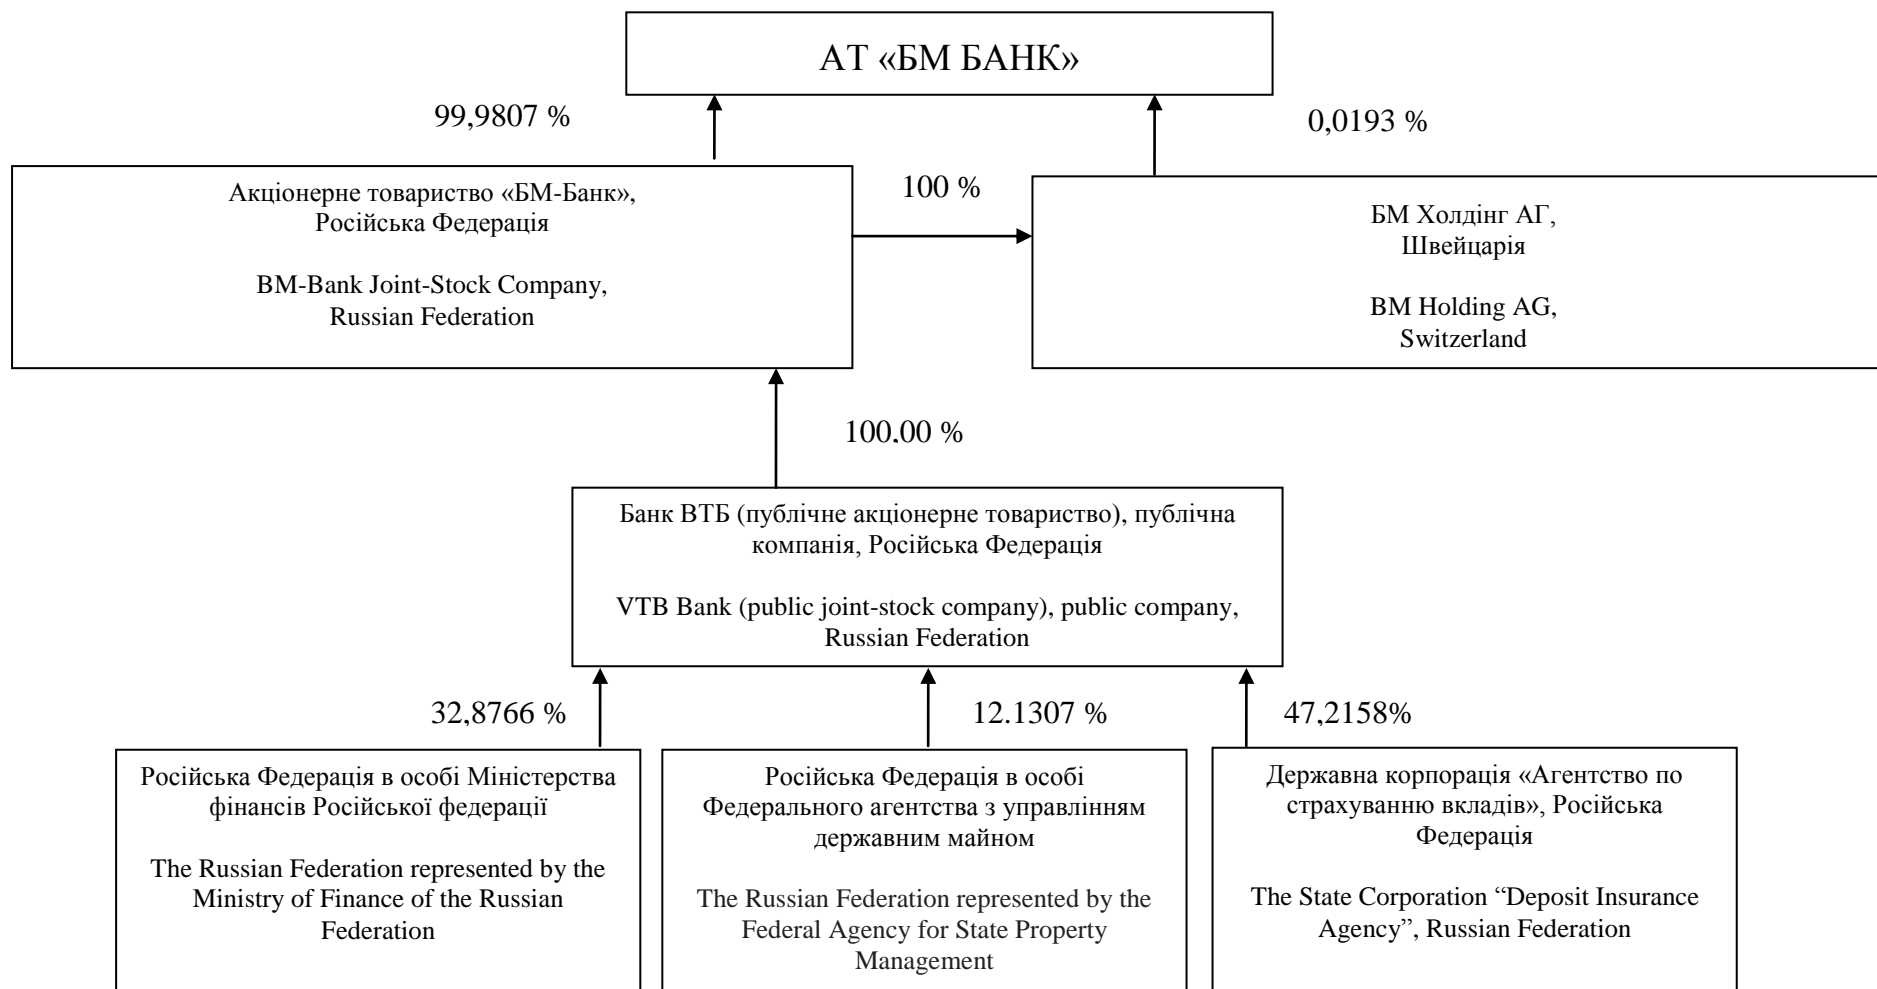 АТ «БМ БАНК»
99,9807 %
0,0193 %
Акціонерне товариство «БМ-Банк»,
Російська Федерація
BM-Bank Joint-Stock Company,
Russian Federation
100 %
БМ Холдінг АГ,
Швейцарія
BM Holding AG,
Switzerland
100,00 %
Банк ВТБ (публічне акціонерне товариство), публічна
компанія, Російська Федерація
VTB Bank (public joint-stock company), public company,
Russian Federation
32,8766 %
12.1307 %
47,2158%
Російська Федерація в особі Міністерства
фінансів Російської федерації
The Russian Federation represented by the
Ministry of Finance of the Russian
Federation
Російська Федерація в особі
Федерального агентства з управлінням
державним майном
The Russian Federation represented by the
Federal Agency for State Property
Management
Державна корпорація «Агентство по
страхуванню вкладів», Російська
Федерація
The State Corporation “Deposit Insurance
Agency”, Russian Federation